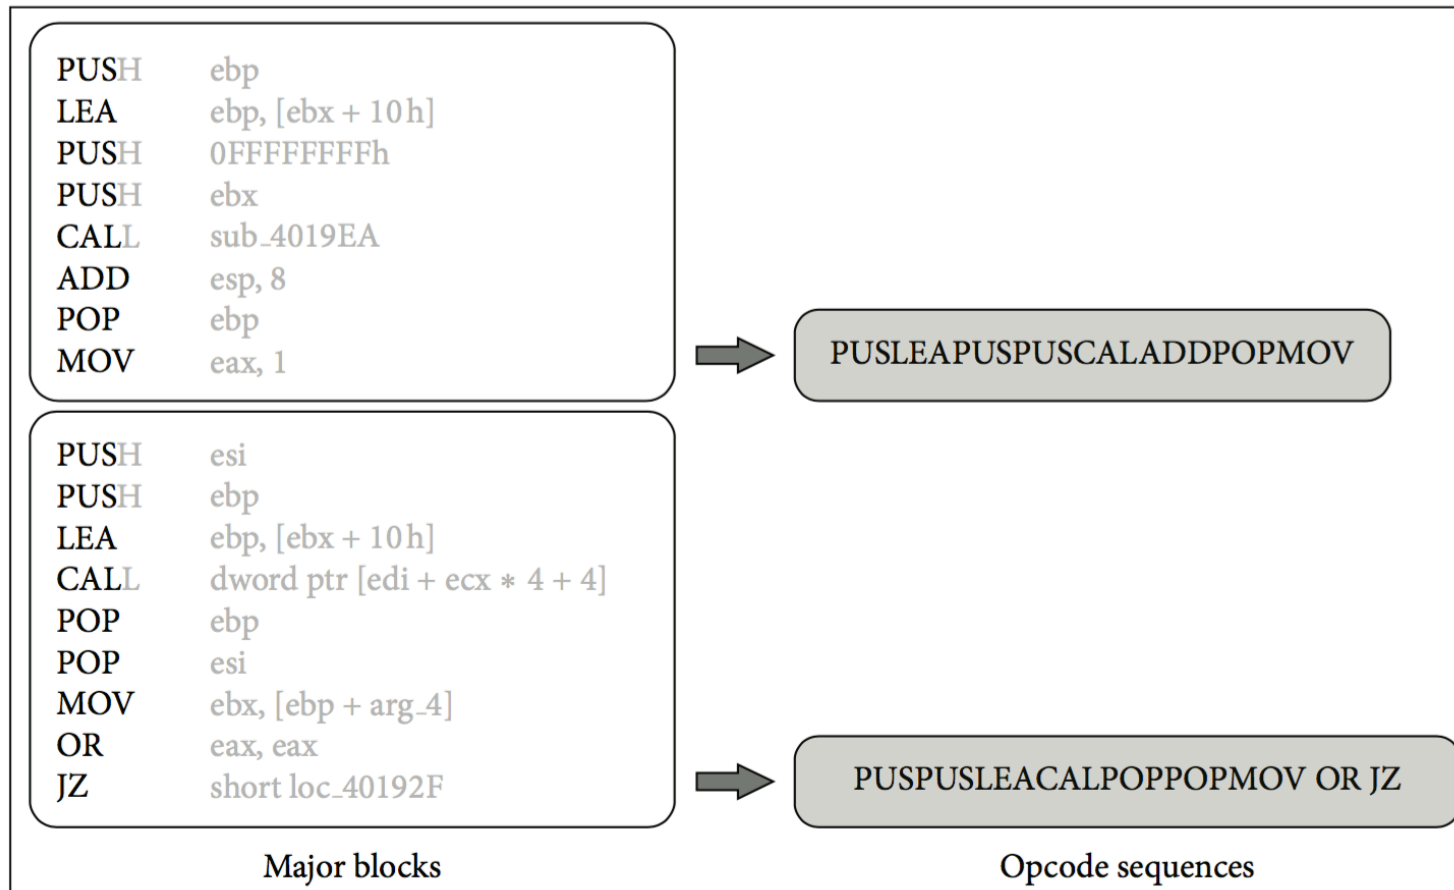 PUSH ebp
LEA ebp, [ebx + 10 h]
PUSH 0FFFFFFFFh
PUSH ebx
CALL sub_4019EA
ADD esp, 8
POP ebp
MOV eax, 1
PUSLEAPUSPUSCALADDPOPMOV
PUSH esi
PUSH ebp
LEA ebp, [ebx + 10 h]
CALL dword ptr [edi + ecx * 4 + 4]
POP ebp
POP esi
MOV ebx, [ebp + arg_4]
OR eax, eax
JZ short loc_40192F
PUSPUSLEACALPOPPOPMOV OR JZ
Major blocks
Opcode sequences